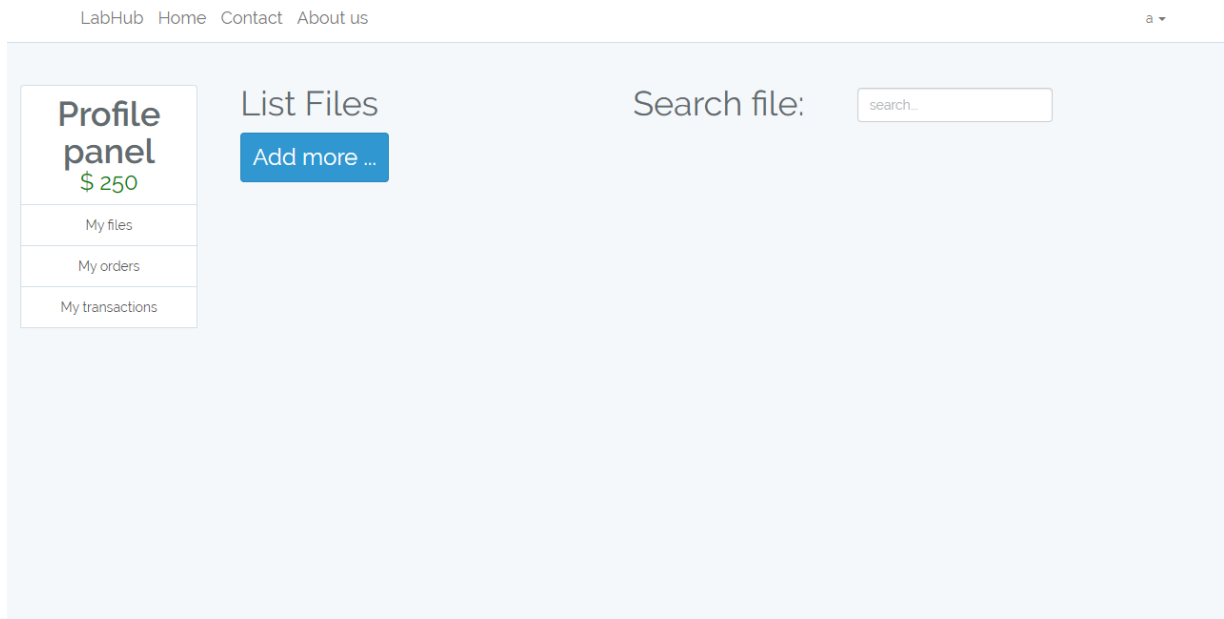 LabHub Home Contact About us a
Profile
panel
$ 250
My files
My orders
My transactions
List Files
Add more ...
Search file:
search...